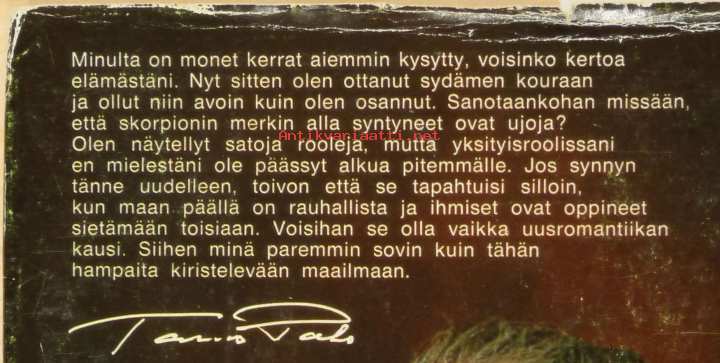 Minulta on monet kerrat aiemmin kysytty, voisinko kertoa
elämästäni. Nyt sitten olen ottanut sydämen kouraan
ja ollut niin avoin kuin olen osannut. Sanotaankohan missään,
että skorpionin merkin alla syntyneet ovat ujoja?
Antikvariaatti.net
Olen näytellyt satoja rooleja, mutta yksityisroolissani
en mielestäni ole päässyt alkua pitemmälle. Jos synnyn
tänne uudelleen, toivon että se tapahtuisi silloin,
kun maan päällä on rauhallista ja ihmiset ovat oppineet
sietämään toisiaan. Voisihan se olla vaikka uusromantiikan
kausi. Siihen minä paremmin sovin kuin tähän
hampaita kiristelevään maailmaan.
Tarmo Palo